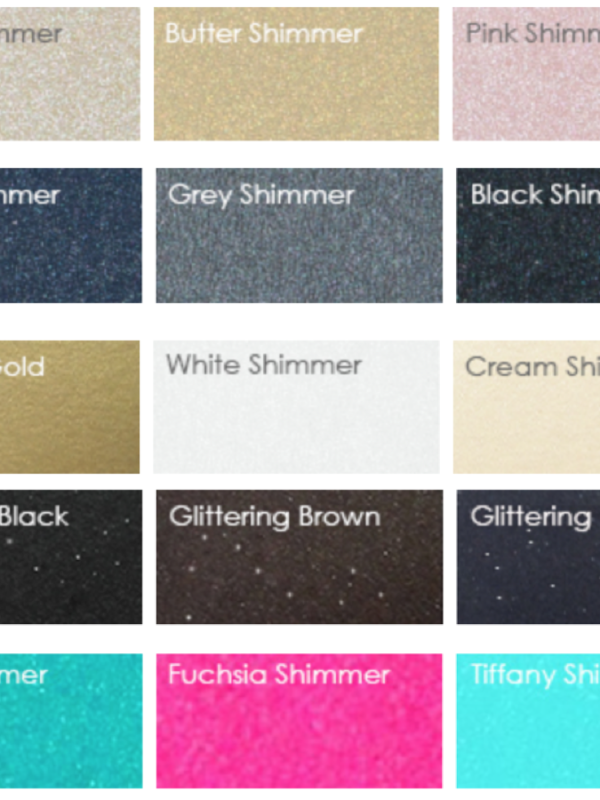 mmer Butter Shimmer Pink Shimm
mmer Grey Shimmer Black Shim
Gold White Shimmer Cream Shi
Black Glittering Brown Glittering
mer Fuchsia Shimmer Tiffany Shi